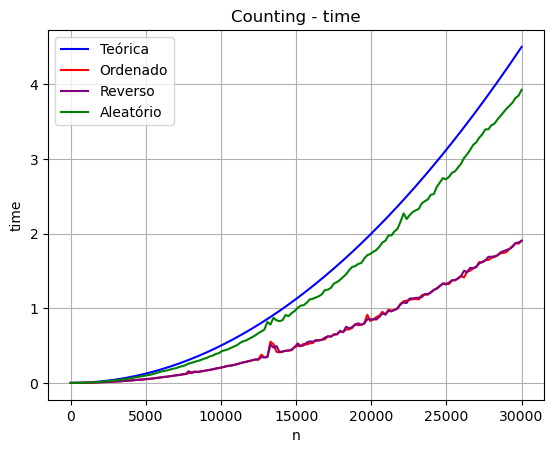 Counting - time
Teórica
Ordenado
Reverso
Aleatório
4
3
2
1
0
time
0
5000
10000
15000
20000
25000
30000
n